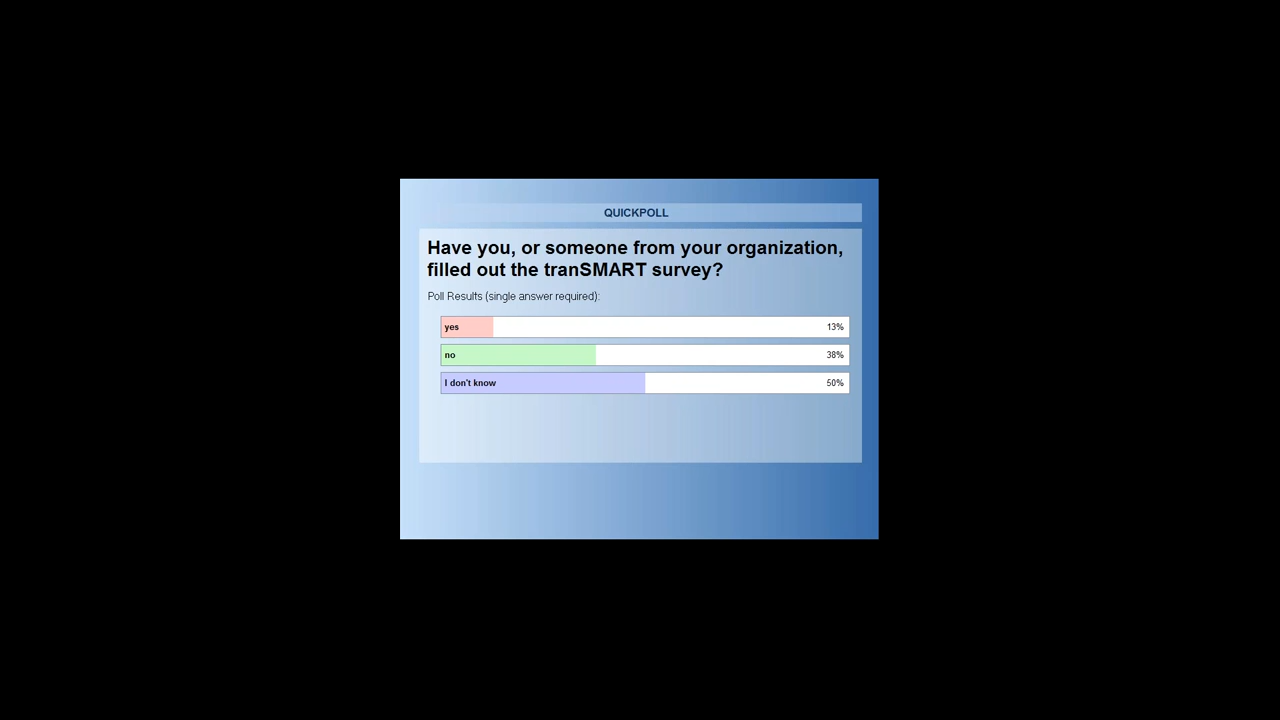 QUICKPOLL
Have you, or someone from your organization,
filled out the tranSMART survey?
Poll Results (single answer required):
yes 13%
no 38%
I don't know 50%